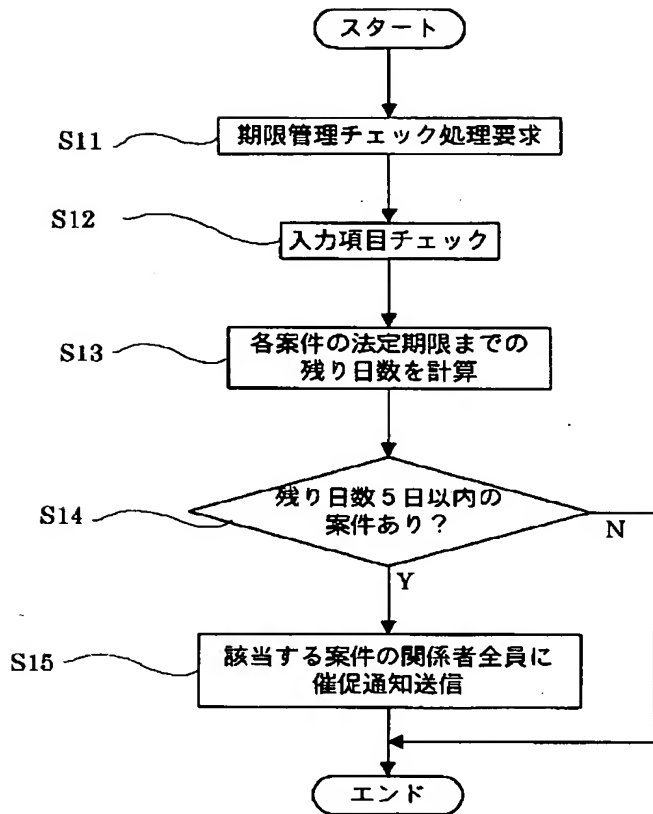 スタート
S11
期限管理チェック処理要求
S12
入力項目チェック
S13
各案件の法定期限までの
残り日数を計算
S14
残り日数5日以内の
案件あり？
N
Y
S15
該当する案件の関係者全員に
催促通知送信
エンド